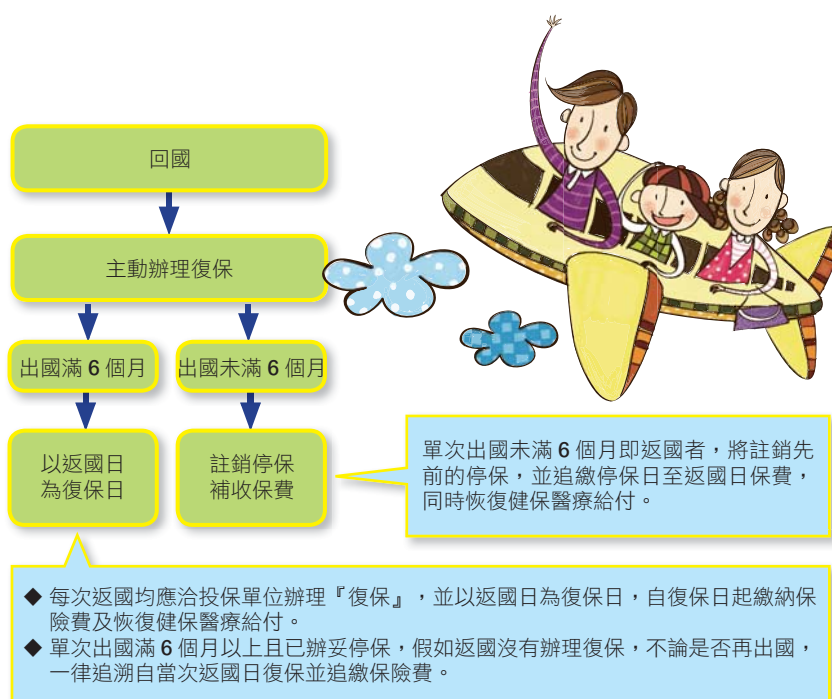 回國
主動辦理復保
出國滿 6 個月
出國未滿 6 個月
以返國日
為復保日
註銷停保
補收保費
單次出國未滿 6 個月即返國者，將註銷先
前的停保，並追繳停保日至返國日保費，
同時恢復健保醫療給付。
◆ 每次返國均應洽投保單位辦理『復保』，並以返國日為復保日，自復保日起繳納保
險費及恢復健保醫療給付。
◆ 單次出國滿 6 個月以上且已辦妥停保，假如返國沒有辦理復保，不論是否再出國，
一律追溯自當次返國日復保並追繳保險費。